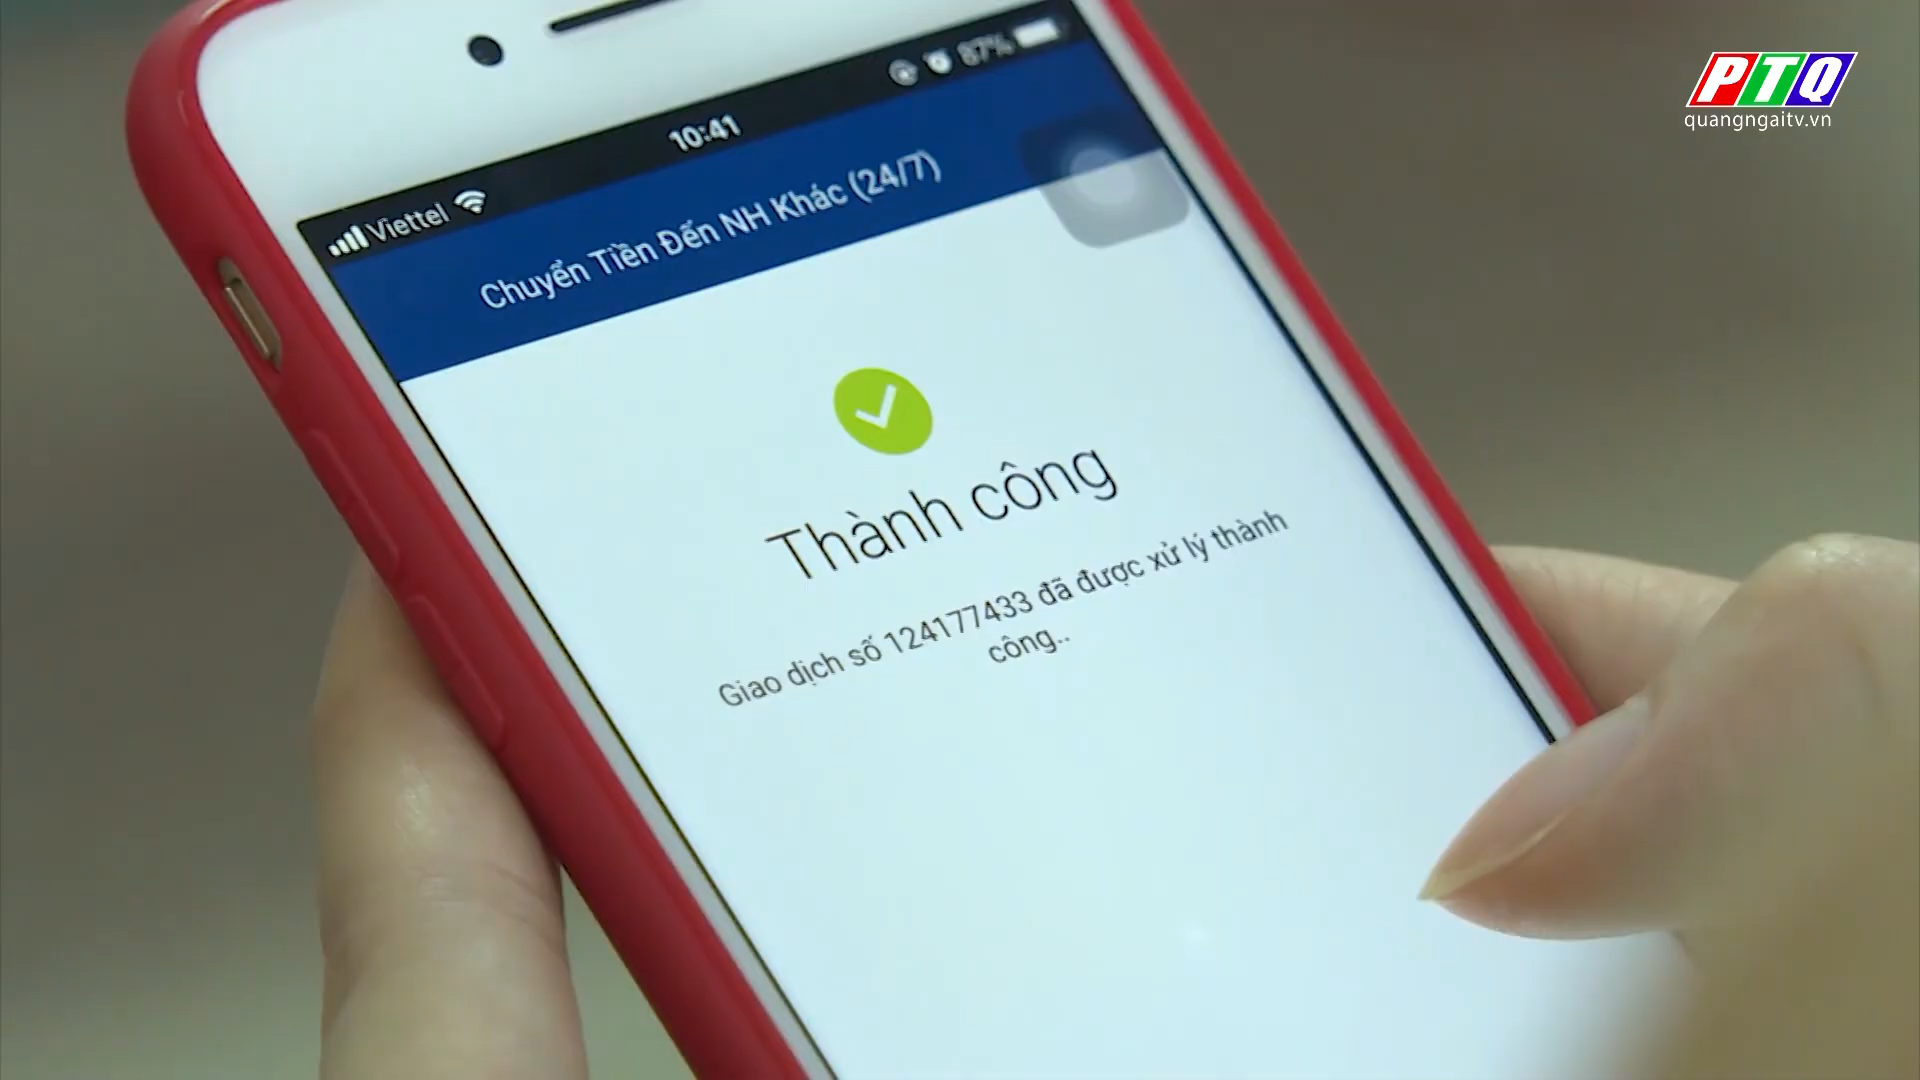 PTQ
quangngaitv.vn
87%
10:41
Viettel
Chuyển Tiền Đến NH Khác (24/7)
Thành công
Giao dịch số 124177433 đã được xử lý thành
công..